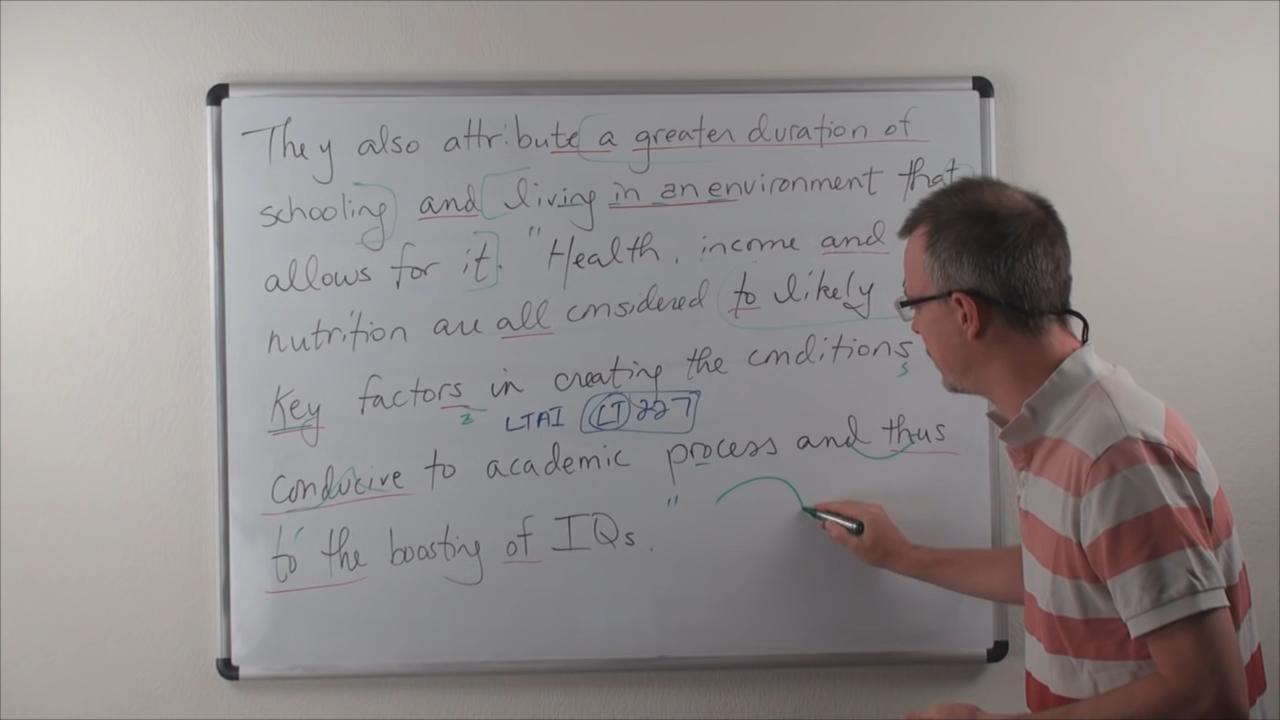 They also attribute a greater duration of
schooling and living in an environment that
allows for it. "Health, income and
nutrition are all considered to likely
Key factors in creating the conditions
s
z LTAI LT 227
conducive to academic process and thus
"
to the boosting of IQs.